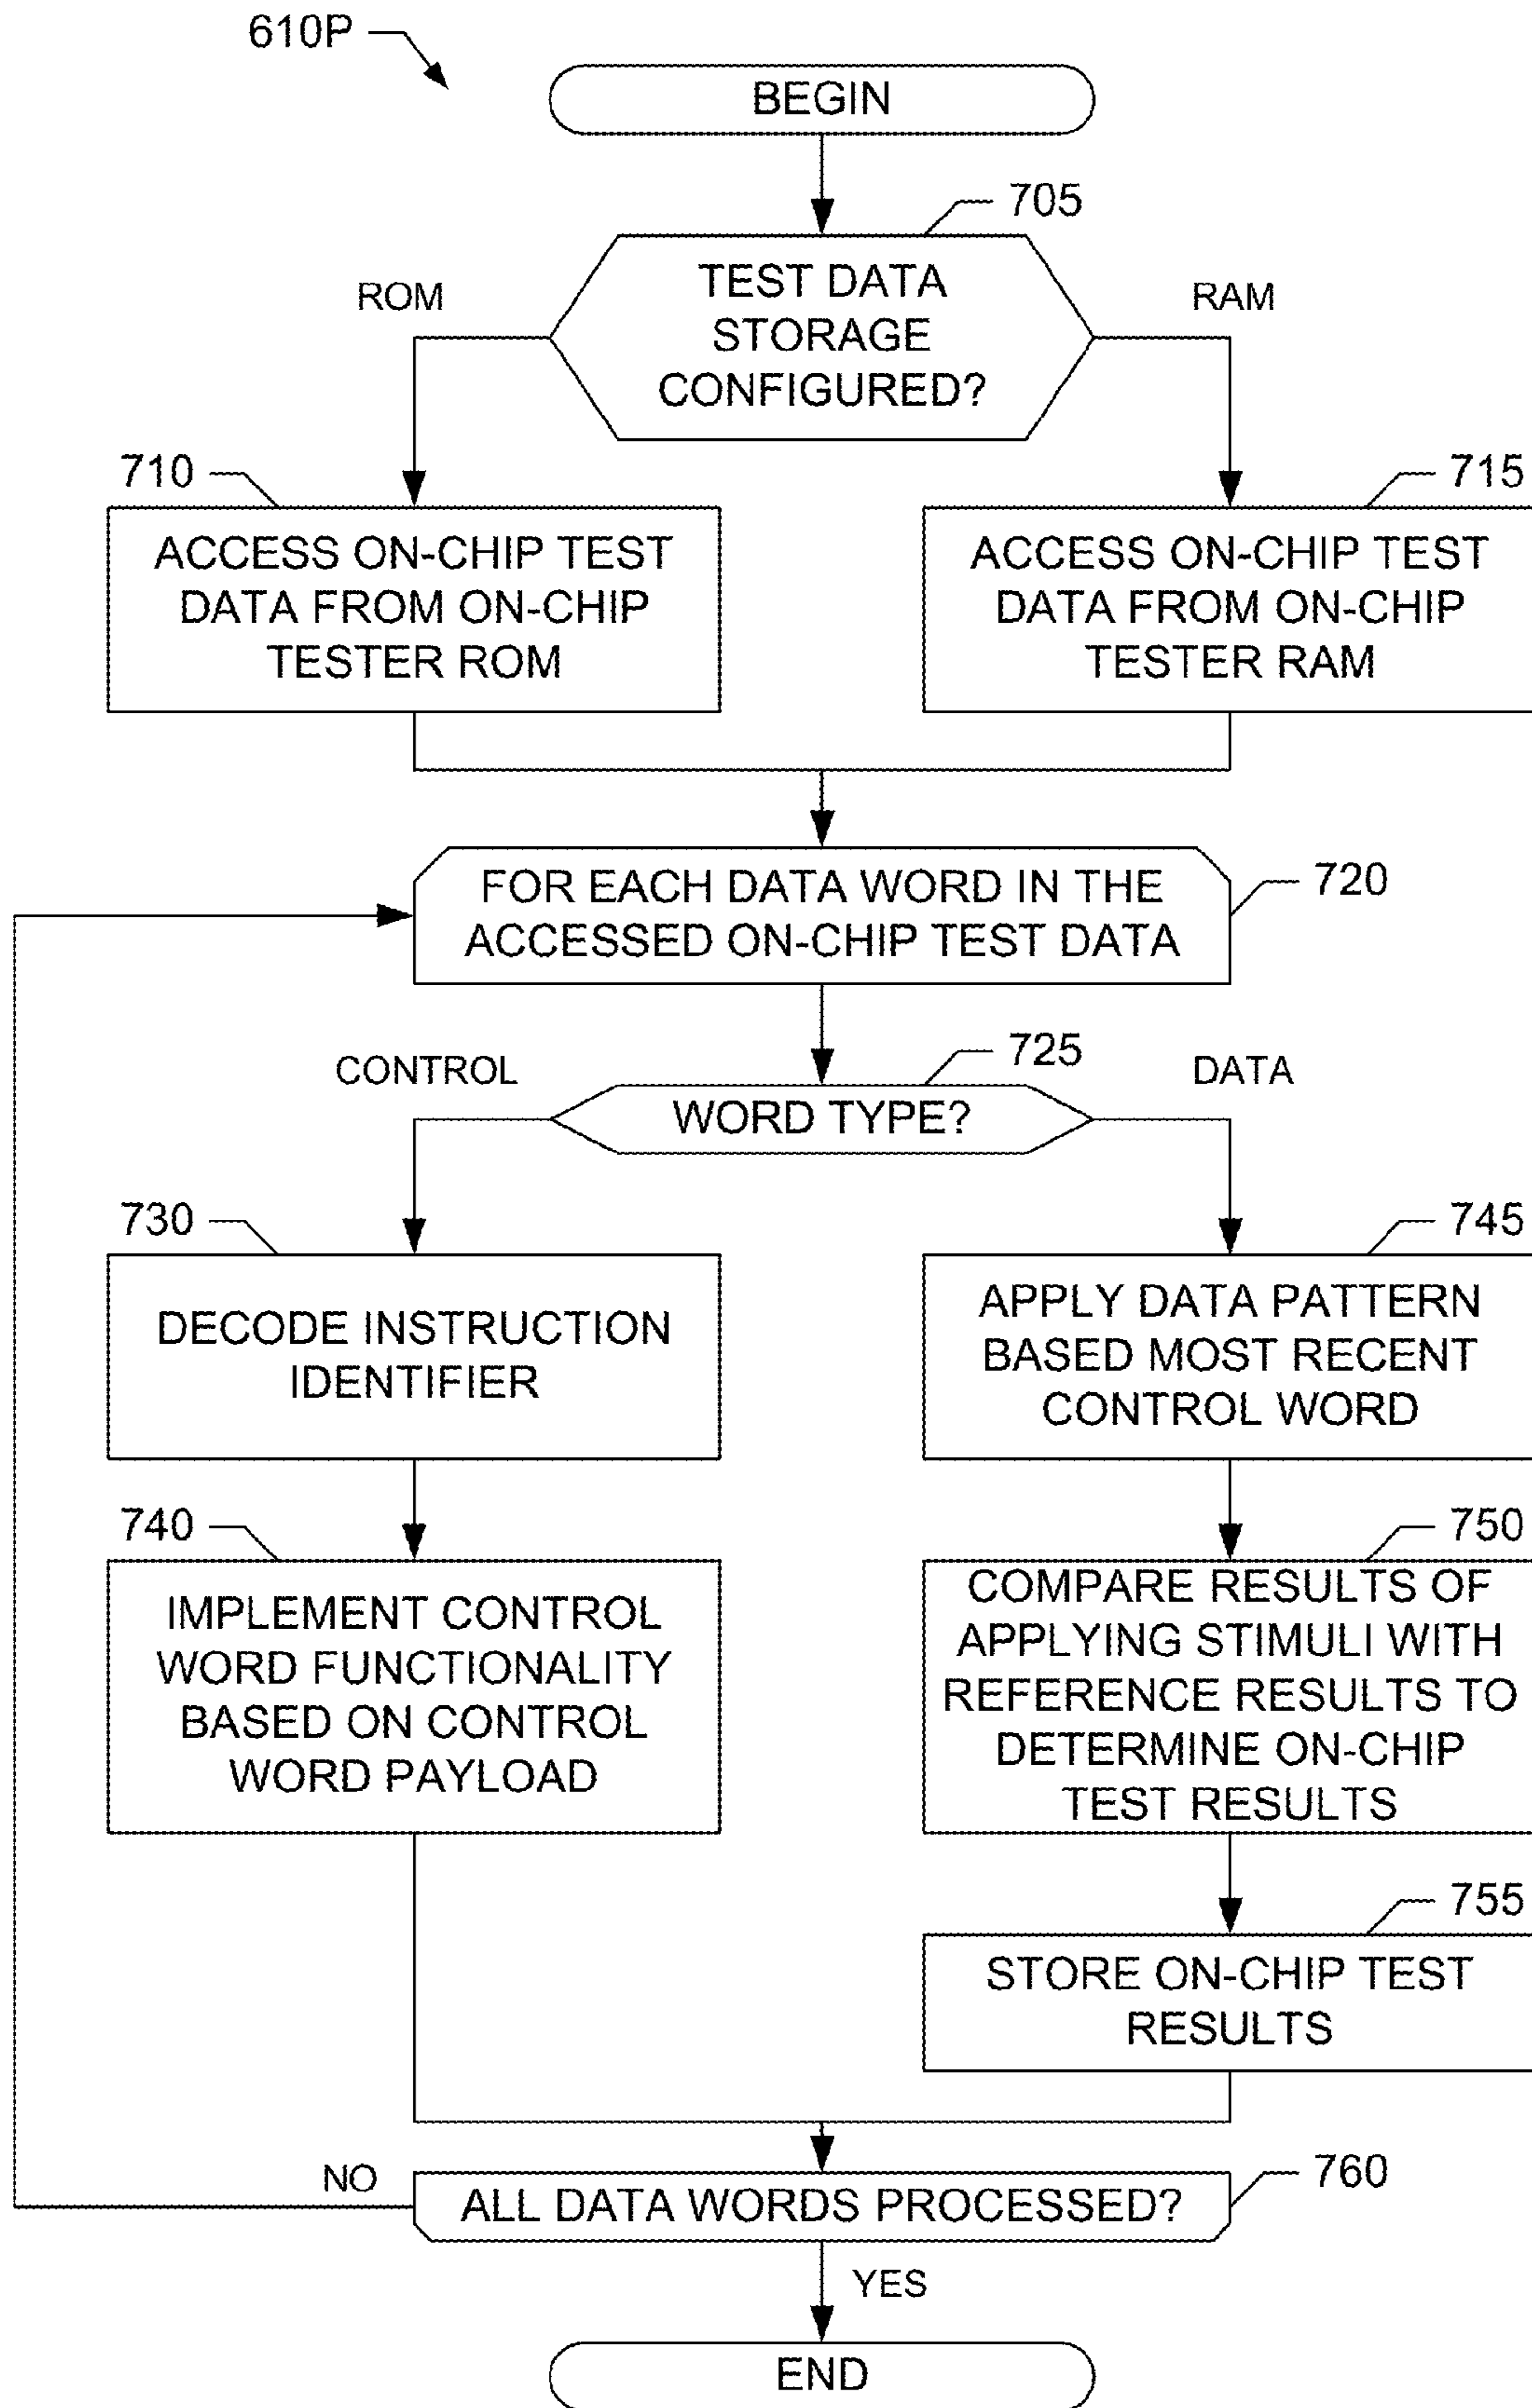 610P
BEGIN
705
TEST DATA
STORAGE
CONFIGURED?
ROM
RAM
710
ACCESS ON-CHIP TEST
DATA FROM ON-CHIP
TESTER ROM
715
ACCESS ON-CHIP TEST
DATA FROM ON-CHIP
TESTER RAM
720
FOR EACH DATA WORD IN THE
ACCESSED ON-CHIP TEST DATA
725
WORD TYPE?
CONTROL
DATA
730
DECODE INSTRUCTION
IDENTIFIER
745
APPLY DATA PATTERN
BASED MOST RECENT
CONTROL WORD
740
IMPLEMENT CONTROL
WORD FUNCTIONALITY
BASED ON CONTROL
WORD PAYLOAD
750
COMPARE RESULTS OF
APPLYING STIMULI WITH
REFERENCE RESULTS TO
DETERMINE ON-CHIP
TEST RESULTS
755
STORE ON-CHIP TEST
RESULTS
760
NO
ALL DATA WORDS PROCESSED?
YES
END